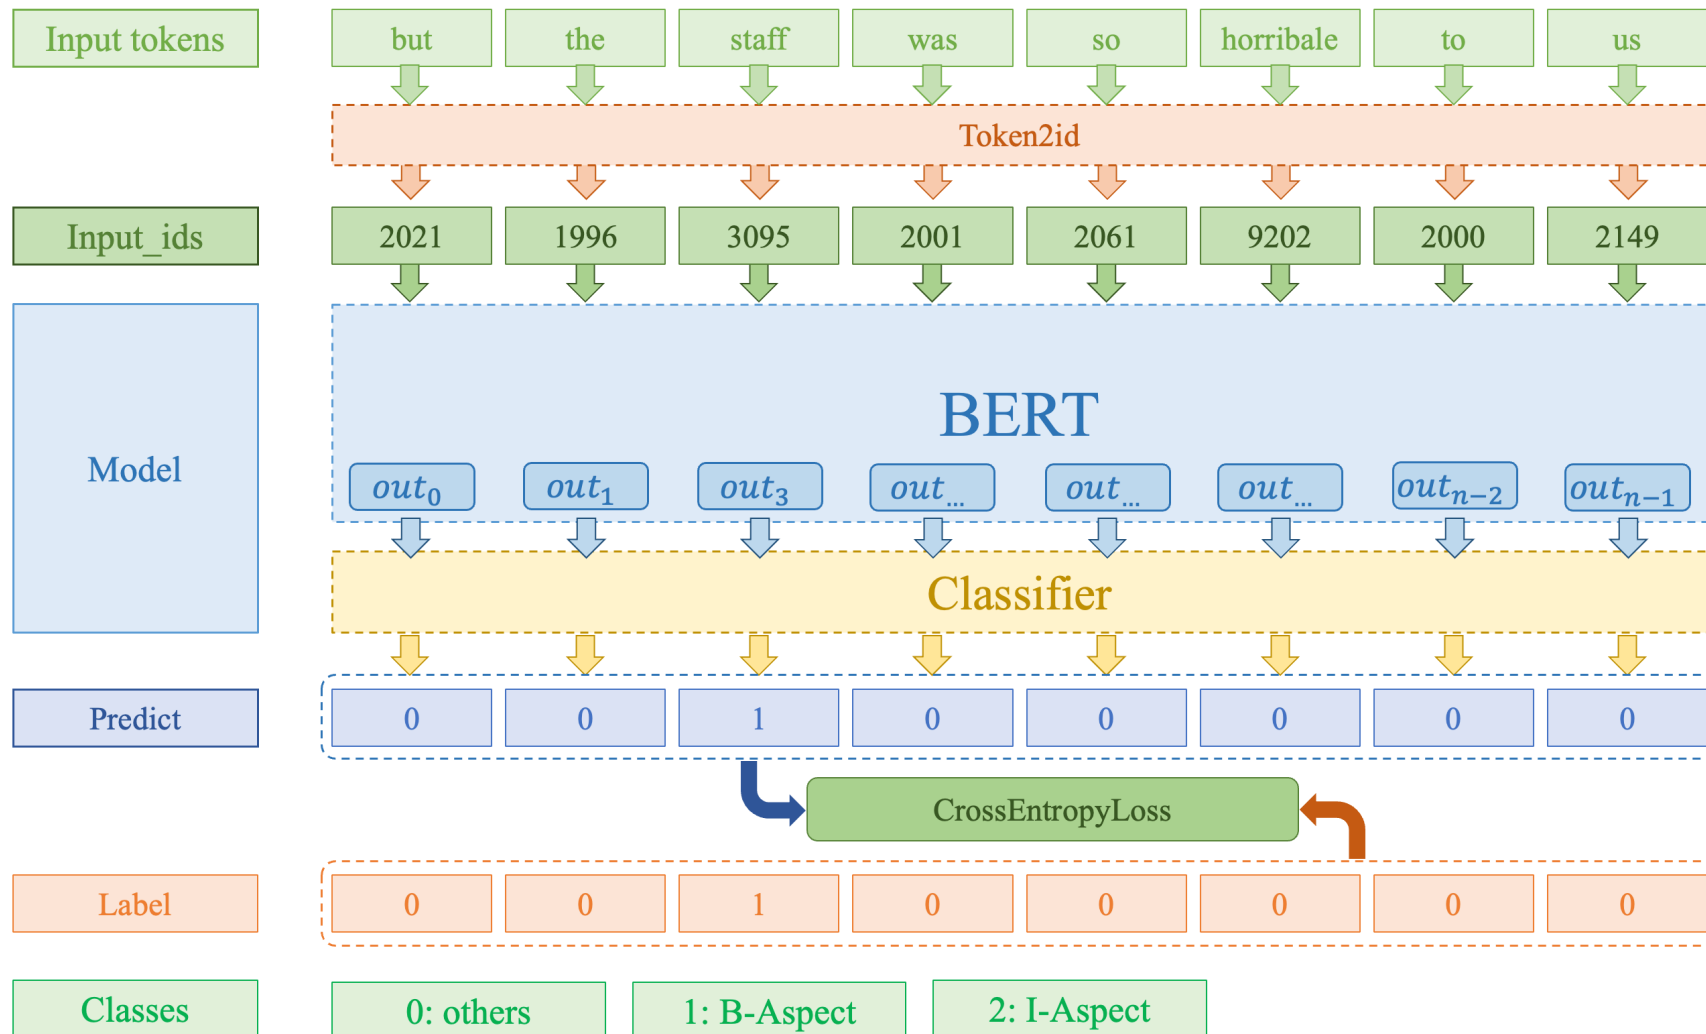 Input tokens but the staff was so horribale to us
Token2id
Input_ids 2021 1996 3095 2001 2061 9202 2000 2149
BERT
Model
out0 out1 out3 out... out... out... outn−2 outn−1
Classifier
Predict 0 0 1 0 0 0 0 0
CrossEntropyLoss
Label 0 0 1 0 0 0 0 0
Classes 0: others 1: B-Aspect 2: I-Aspect